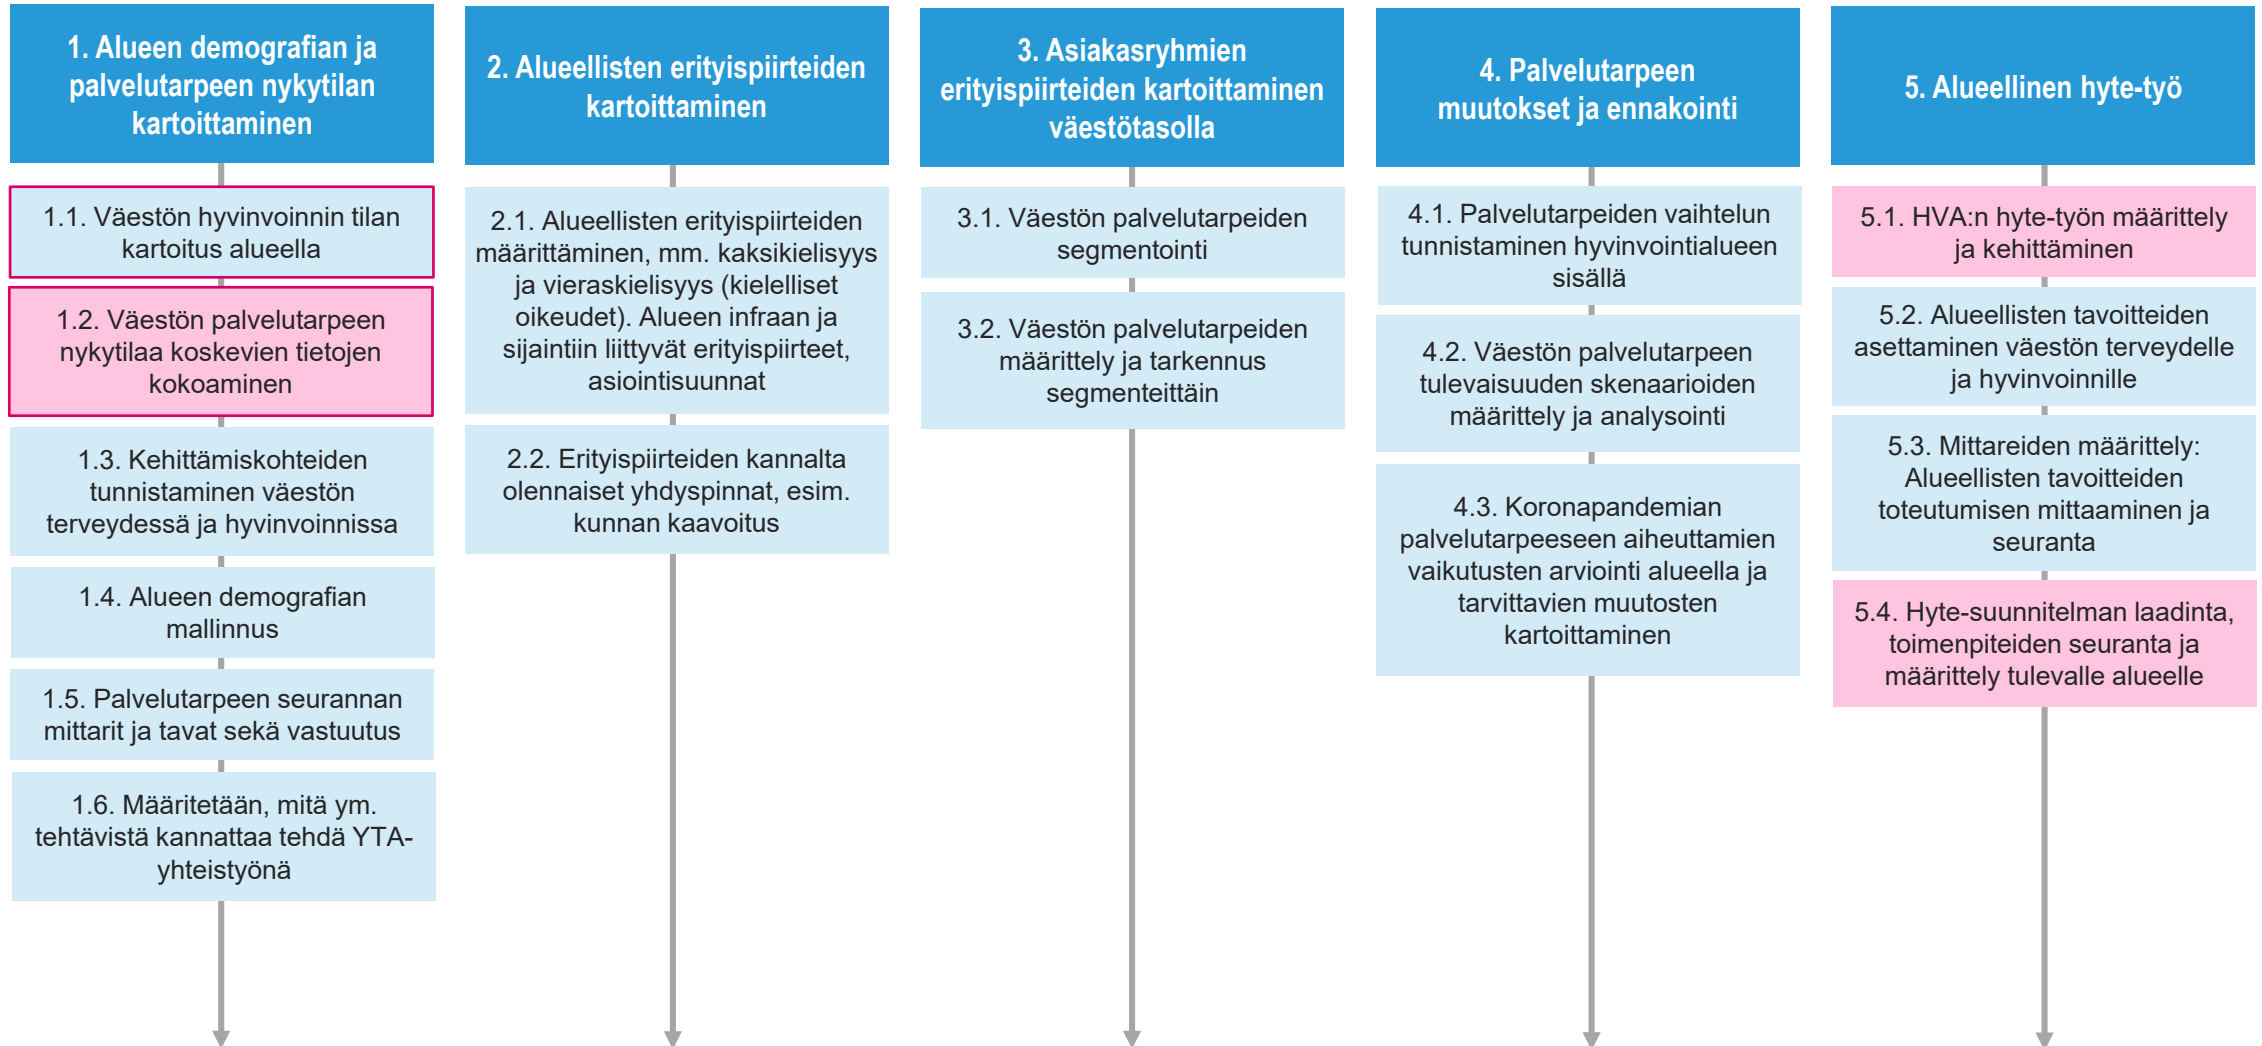 1. Alueen demografian ja
palvelutarpeen nykytilan
kartoittaminen
1.1. Väestön hyvinvoinnin tilan
kartoitus alueella
1.2. Väestön palvelutarpeen
nykytilaa koskevien tietojen
kokoaminen
1.3. Kehittämiskohteiden
tunnistaminen väestön
terveydessä ja hyvinvoinnissa
1.4. Alueen demografian
mallinnus
1.5. Palvelutarpeen seurannan
mittarit ja tavat sekä vastuutus
1.6. Määritetään, mitä ym.
tehtävistä kannattaa tehdä YTA-
yhteistyönä
2. Alueellisten erityispiirteiden
kartoittaminen
2.1. Alueellisten erityispiirteiden
määrittäminen, mm. kaksikielisyys
ja vieraskielisyys (kielelliset
oikeudet). Alueen infraan ja
sijaintiin liittyvät erityispiirteet,
asiointisuunnat
2.2. Erityispiirteiden kannalta
olennaiset yhdyspinnat, esim.
kunnan kaavoitus
3. Asiakasryhmien
erityispiirteiden kartoittaminen
väestötasolla
3.1. Väestön palvelutarpeiden
segmentointi
3.2. Väestön palvelutarpeiden
määrittely ja tarkennus
segmenteittäin
4. Palvelutarpeen
muutokset ja ennakointi
4.1. Palvelutarpeiden vaihtelun
tunnistaminen hyvinvointialueen
sisällä
4.2. Väestön palvelutarpeen
tulevaisuuden skenaarioiden
määrittely ja analysointi
4.3. Koronapandemian
palvelutarpeeseen aiheuttamien
vaikutusten arviointi alueella ja
tarvittavien muutosten
kartoittaminen
5. Alueellinen hyte-työ
5.1. HVA:n hyte-työn määrittely
ja kehittäminen
5.2. Alueellisten tavoitteiden
asettaminen väestön terveydelle
ja hyvinvoinnille
5.3. Mittareiden määrittely:
Alueellisten tavoitteiden
toteutumisen mittaaminen ja
seuranta
5.4. Hyte-suunnitelman laadinta,
toimenpiteiden seuranta ja
määrittely tulevalle alueelle